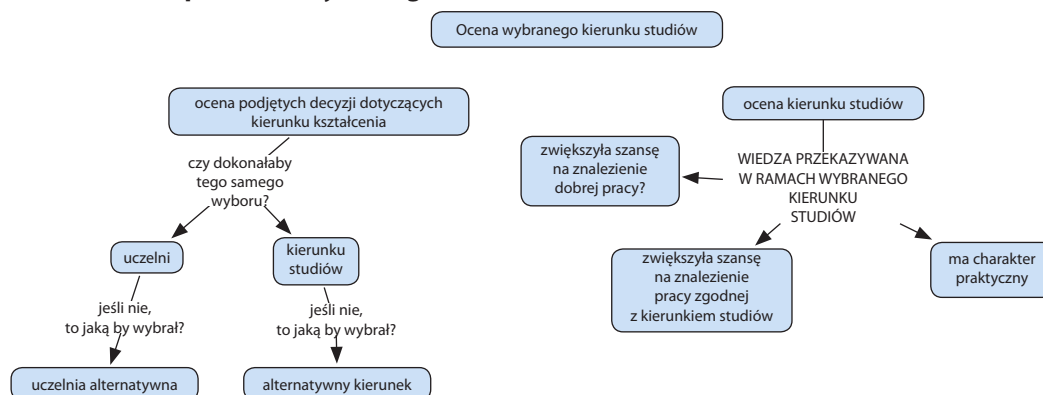 Ocena wybranego kierunku studiów
ocena podjętych decyzji dotyczących
kierunku kształcenia
czy dokonałaby
tego samego
wyboru?
uczelni
kierunku
studiów
jeśli nie,
to jaką by wybrał?
jeśli nie,
to jaką by wybrał?
uczelnia alternatywna
alternatywny kierunek
ocena kierunku studiów
zwiększyła szansę
na znalezienie
dobrej pracy?
WIEDZA PRZEKAZYWANA
W RAMACH WYBRANEGO
KIERUNKU
STUDIÓW
zwiększyła szansę
na znalezienie
pracy zgodnej
z kierunkiem studiów
ma charakter
praktyczny